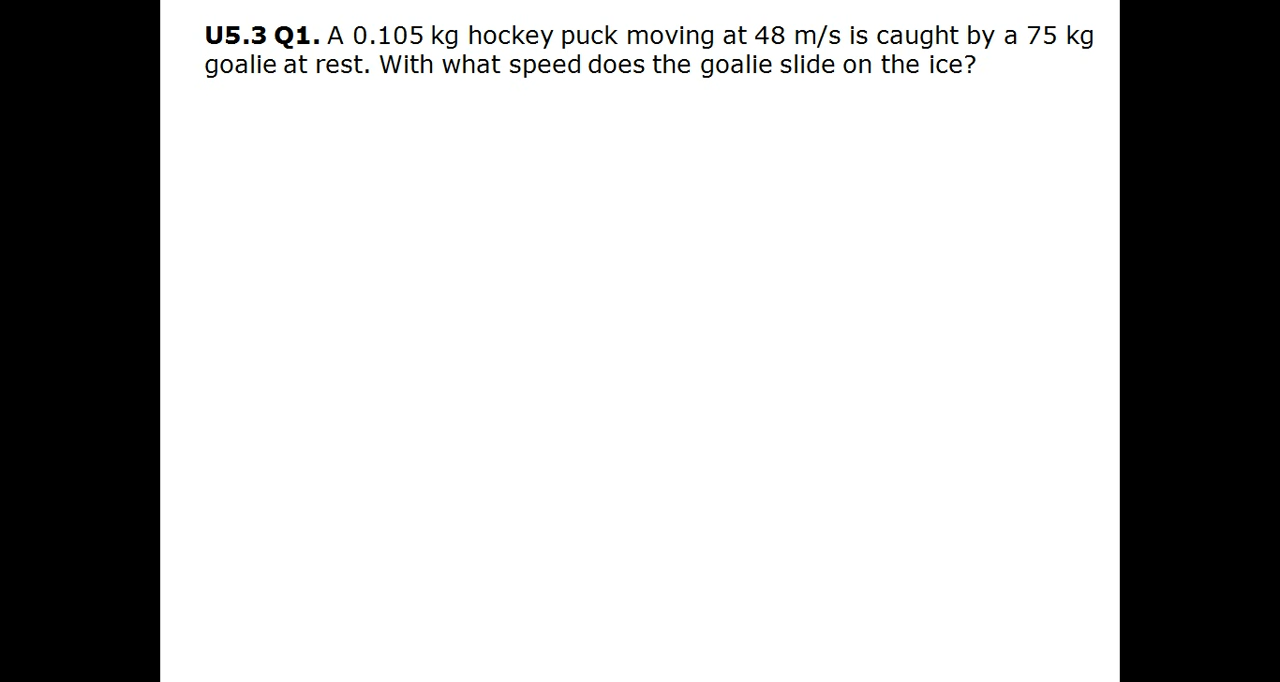 U5.3 Q1. A 0.105 kg hockey puck moving at 48 m/s is caught by a 75 kg
goalie at rest. With what speed does the goalie slide on the ice?